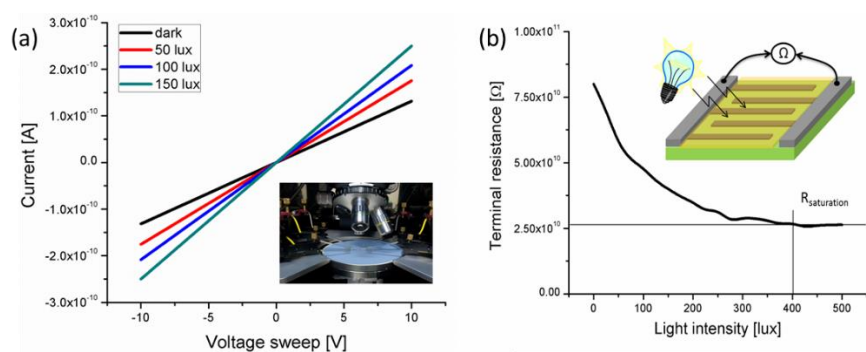 (a)
dark
50 lux
100 lux
150 lux
3.0x10⁻¹⁰
2.0x10⁻¹⁰
1.0x10⁻¹⁰
0.0
-1.0x10⁻¹⁰
-2.0x10⁻¹⁰
-3.0x10⁻¹⁰
Current [A]
-10 -5 0 5 10
Voltage sweep [V]
(b)
1.00x10¹¹
7.50x10¹⁰
5.00x10¹⁰
2.50x10¹⁰
0.00
Terminal resistance [Ω]
Ω
Rsaturation
0 100 200 300 400 500
Light intensity [lux]